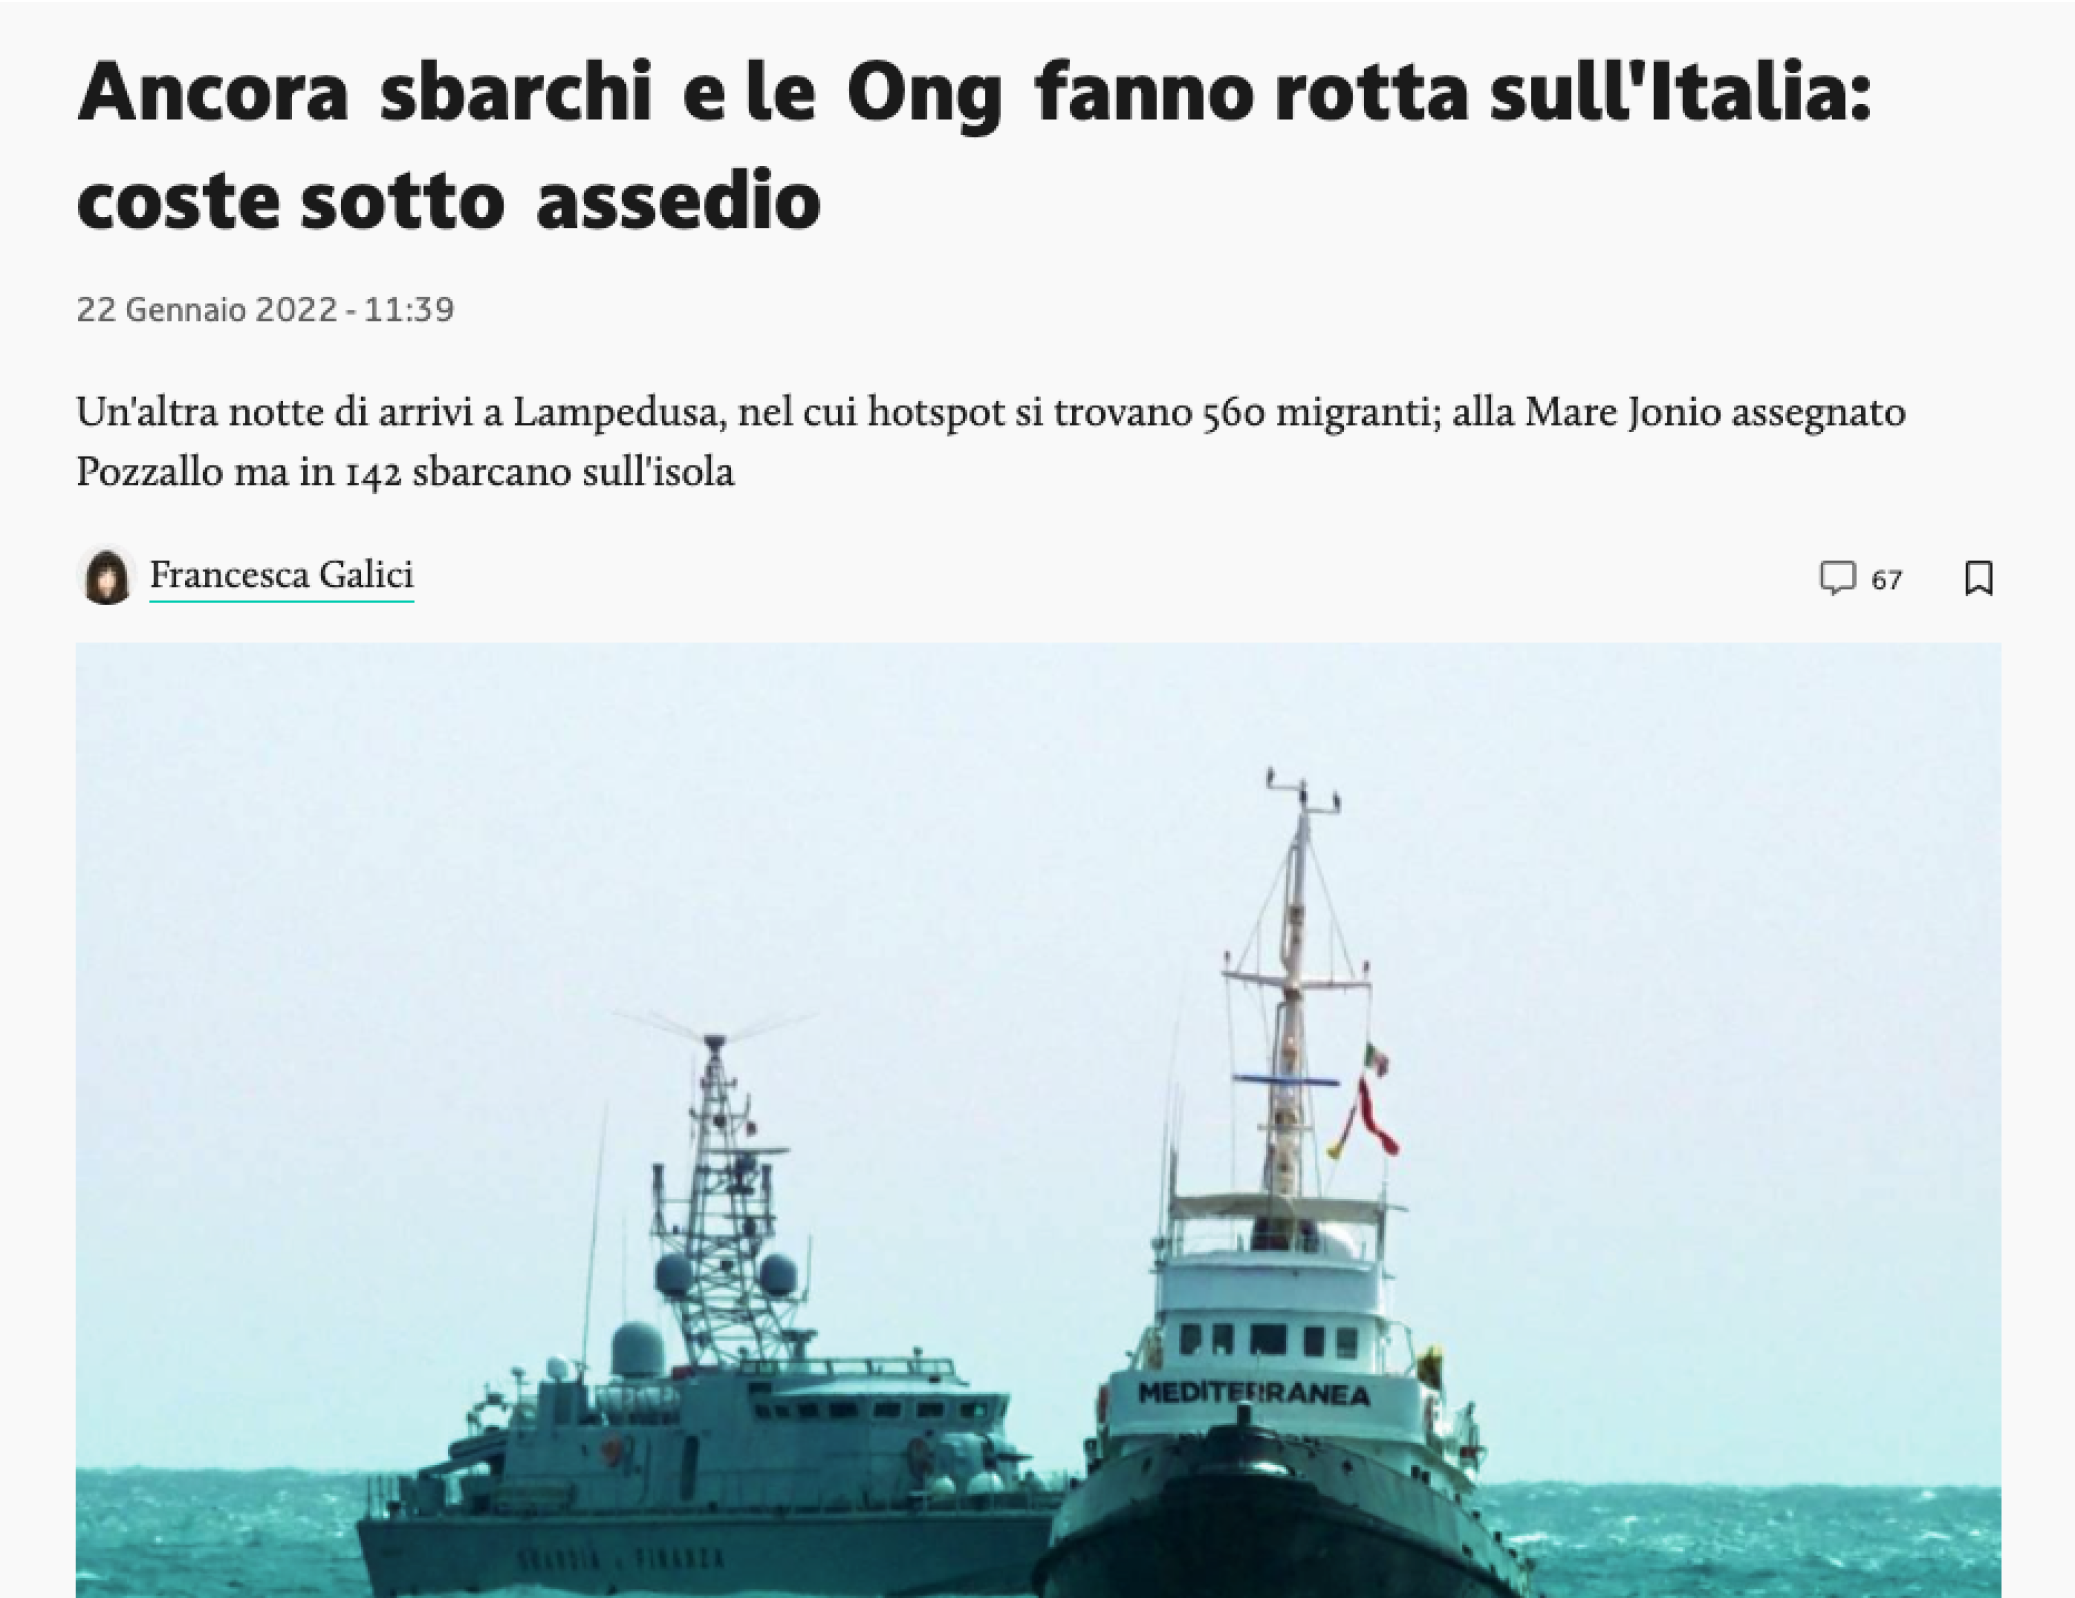 Ancora sbarchi e le Ong fanno rotta sull'Italia:
coste sotto assedio
22 Gennaio 2022 - 11:39
Un'altra notte di arrivi a Lampedusa, nel cui hotspot si trovano 560 migranti; alla Mare Jonio assegnato
Pozzallo ma in 142 sbarcano sull'isola
Francesca Galici
67
MEDITERRANEA
GUARDIA di FINANZA